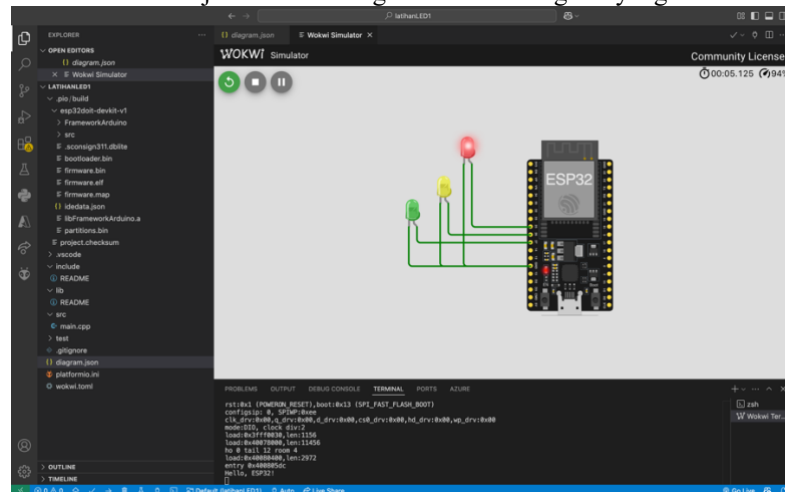 latihanLED1
EXPLORER
diagram.json
Wokwi Simulator
OPEN EDITORS
diagram.json
Wokwi Simulator
LATIHANLED1
.pio/build
esp32doit-devkit-v1
FrameworkArduino
src
.sconsign311.dblite
bootloader.bin
firmware.bin
firmware.elf
firmware.map
idedata.json
libFrameworkArduino.a
partitions.bin
project.checksum
.vscode
include
README
lib
README
src
main.cpp
test
.gitignore
diagram.json
platformio.ini
wokwi.toml
OUTLINE
TIMELINE
WOKWI Simulator
Community License
00:05.125 94%
ESP32
PROBLEMS OUTPUT DEBUG CONSOLE TERMINAL PORTS AZURE
rst:0x1 (POWERON_RESET),boot:0x13 (SPI_FAST_FLASH_BOOT)
configsip: 0, SPIWP:0xee
clk_drv:0x00,q_drv:0x00,d_drv:0x00,cs0_drv:0x00,hd_drv:0x00,wp_drv:0x00
mode:DIO, clock div:2
load:0x3fff0030,len:1156
load:0x40078000,len:11456
ho 0 tail 12 room 4
load:0x40080400,len:2972
entry 0x400805dc
Hello, ESP32!
zsh
Wokwi Ter...
Default (latihanLED1) Auto Live Share
Go Live